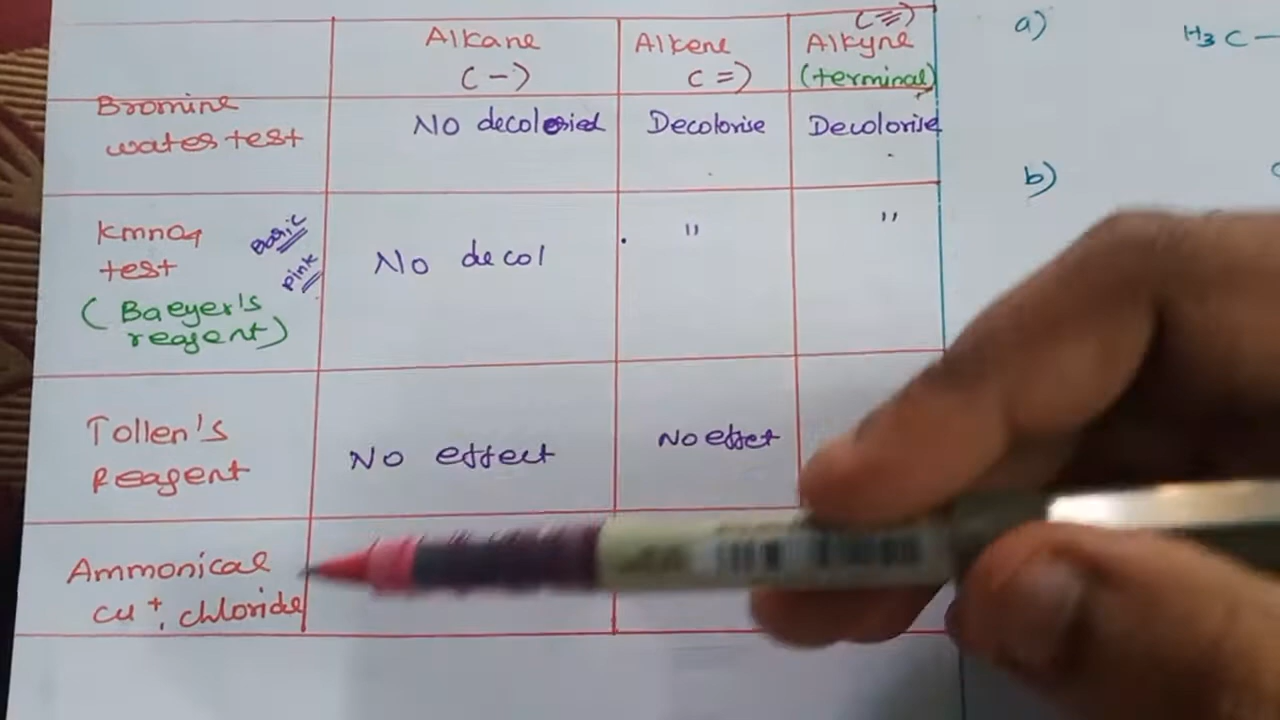 (≡)
Alkane Alkene Alkyne
(-) (=) (terminal)
Bromine
water test
No decoloried Decolorise Decolorise
Kmno4
test
Basic
Pink
(Baeyer's
reagent)
No decol " "
Tollen's
Reagent
No effect No effect
Ammonical
cu+, chloride
a) H3C-
b)